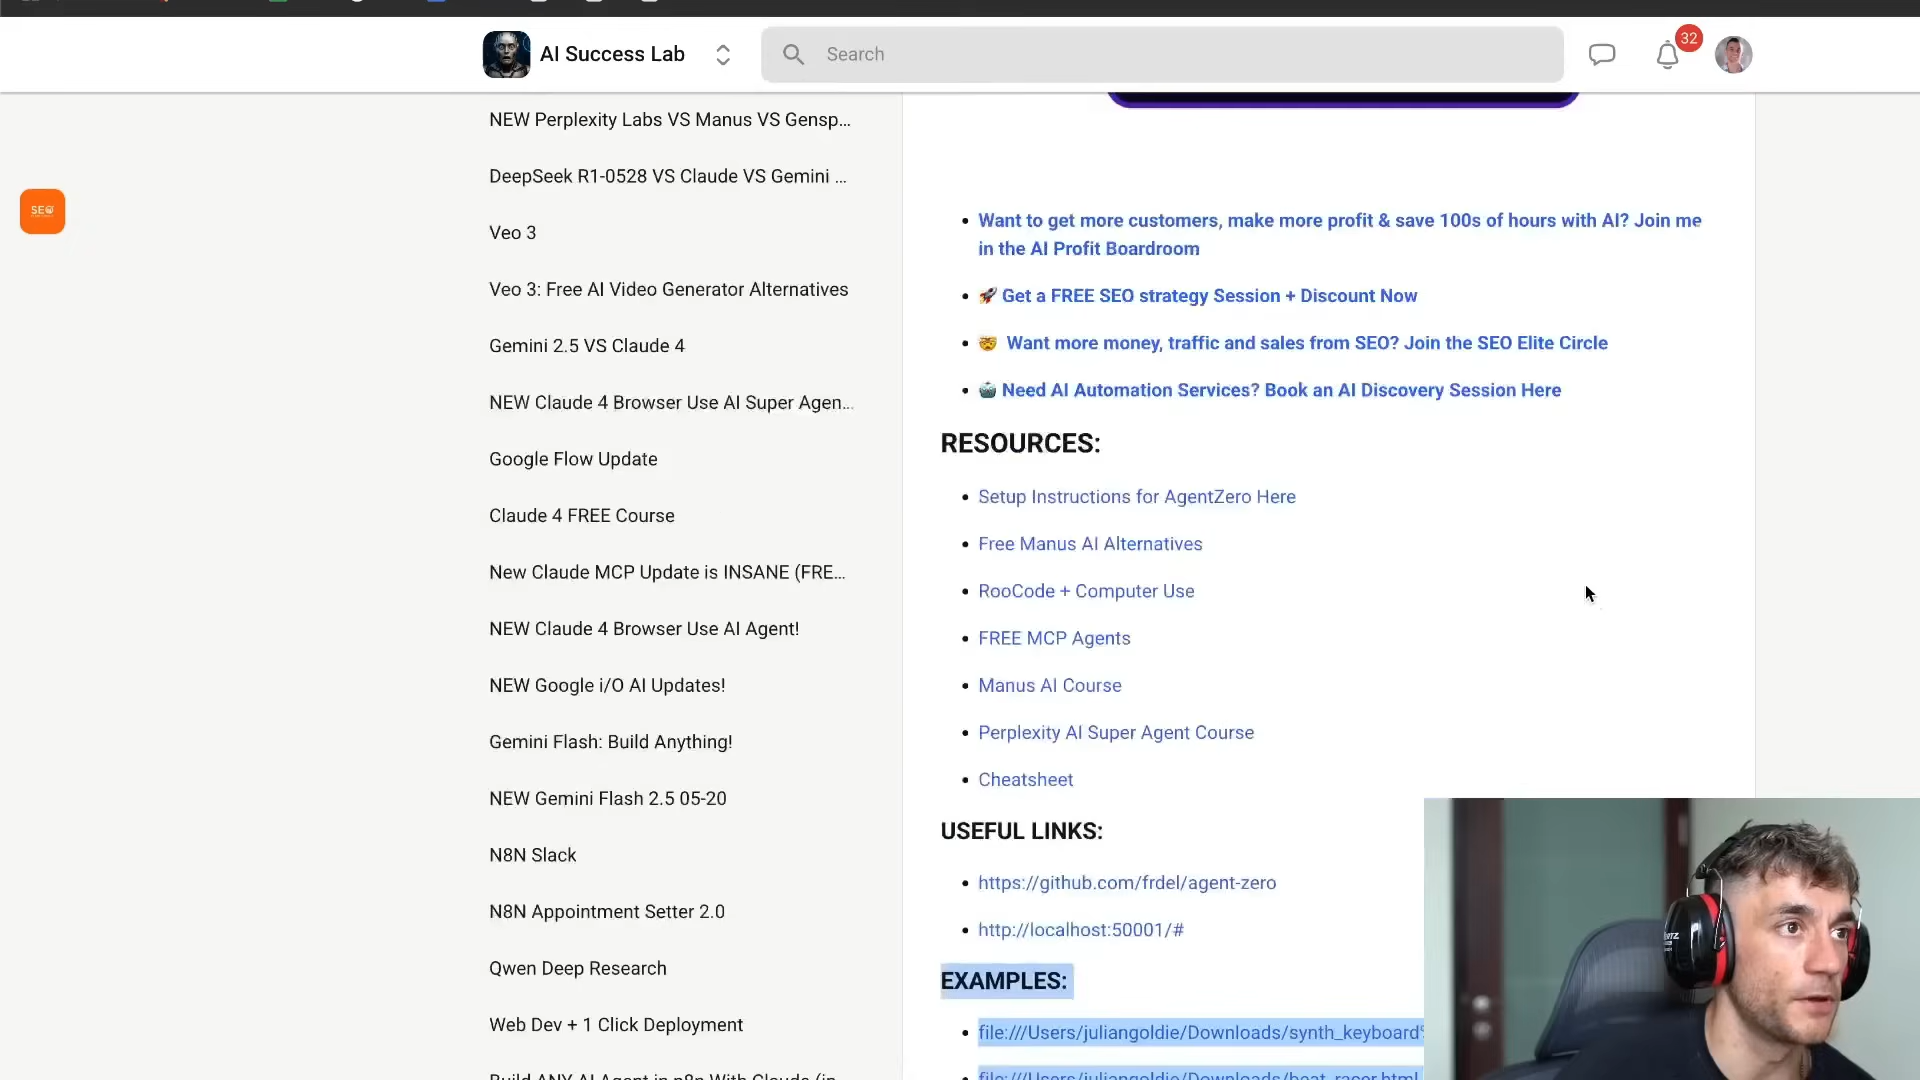 AI Success Lab
Search
32
SEO
NEW Perplexity Labs VS Manus VS Gensp...
DeepSeek R1-0528 VS Claude VS Gemini ...
Veo 3
Veo 3: Free AI Video Generator Alternatives
Gemini 2.5 VS Claude 4
NEW Claude 4 Browser Use AI Super Agen...
Google Flow Update
Claude 4 FREE Course
New Claude MCP Update is INSANE (FRE...
NEW Claude 4 Browser Use AI Agent!
NEW Google i/O AI Updates!
Gemini Flash: Build Anything!
NEW Gemini Flash 2.5 05-20
N8N Slack
N8N Appointment Setter 2.0
Qwen Deep Research
Web Dev + 1 Click Deployment
Build ANY AI Agent in n8n With Claude (in...
Want to get more customers, make more profit & save 100s of hours with AI? Join me
in the AI Profit Boardroom
🚀 Get a FREE SEO strategy Session + Discount Now
🤯 Want more money, traffic and sales from SEO? Join the SEO Elite Circle
🤖 Need AI Automation Services? Book an AI Discovery Session Here
RESOURCES:
Setup Instructions for AgentZero Here
Free Manus AI Alternatives
RooCode + Computer Use
FREE MCP Agents
Manus AI Course
Perplexity AI Super Agent Course
Cheatsheet
USEFUL LINKS:
https://github.com/frdel/agent-zero
http://localhost:50001/#
EXAMPLES:
file:///Users/juliangoldie/Downloads/synth_keyboard
file:///Users/juliangoldie/Downloads/beat_racer.html